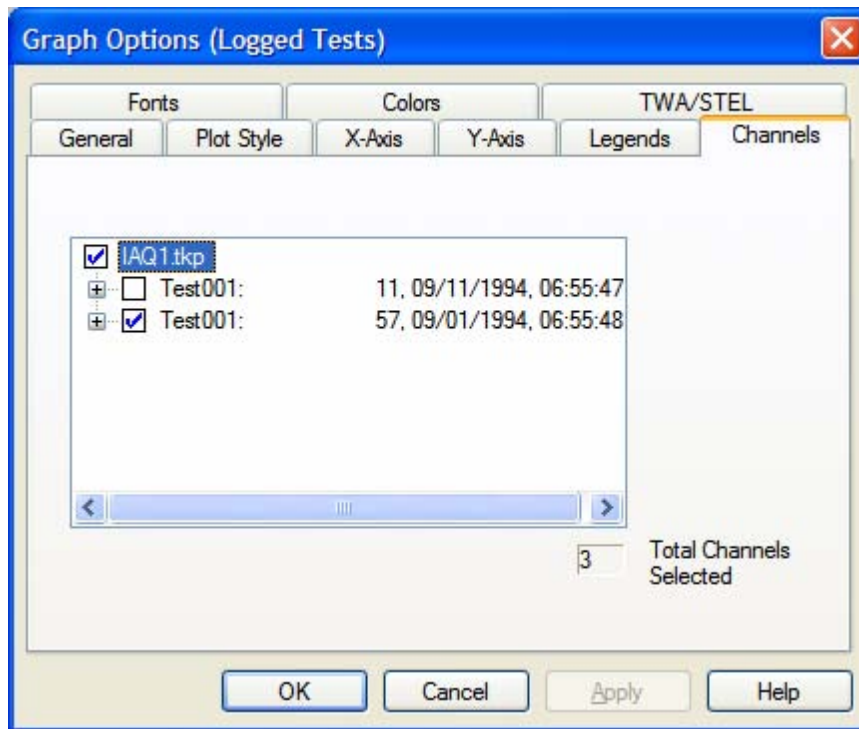 Graph Options (Logged Tests)
Fonts Colors TWA/STEL
General Plot Style X-Axis Y-Axis Legends Channels
IAQ1.tkp
Test001: 11, 09/11/1994, 06:55:47
Test001: 57, 09/01/1994, 06:55:48
3 Total Channels
Selected
OK Cancel Apply Help